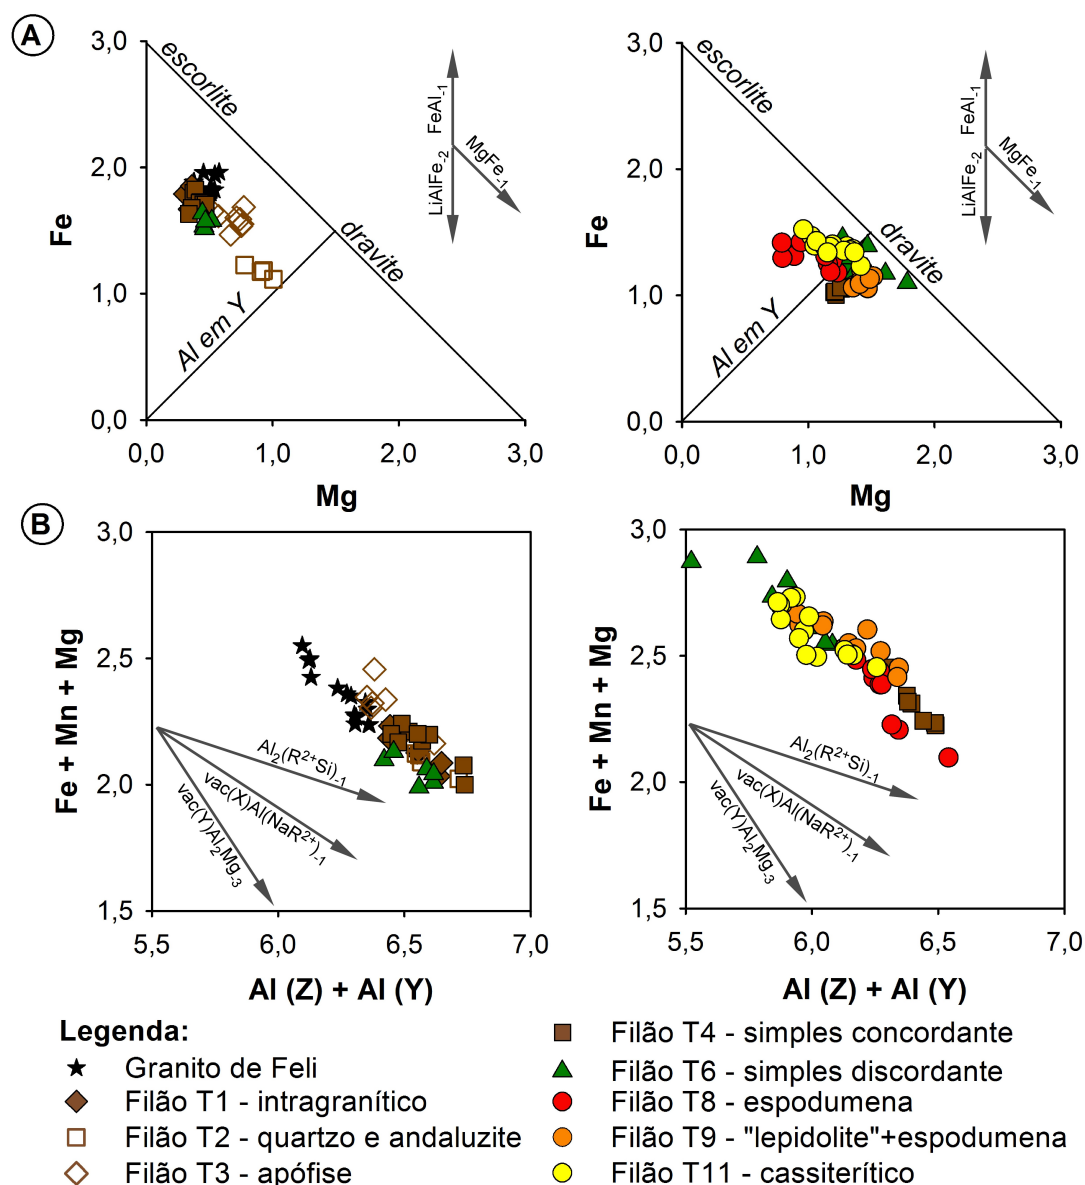 A
3,0
2,0
1,0
0,0
Fe
escorlite
dravite
Al em Y
FeAl-1
LiAlFe-2
MgFe-1
0,0 1,0 2,0 3,0
Mg
3,0
2,0
1,0
0,0
Fe
escorlite
dravite
Al em Y
FeAl-1
LiAlFe-2
MgFe-1
0,0 1,0 2,0 3,0
Mg
B
3,0
2,5
2,0
1,5
Fe + Mn + Mg
Al2(R2+Si)-1
vac(X)Al(NaR2+)-1
vac(Y)Al2Mg-3
5,5 6,0 6,5 7,0
Al (Z) + Al (Y)
3,0
2,5
2,0
1,5
Fe + Mn + Mg
Al2(R2+Si)-1
vac(X)Al(NaR2+)-1
vac(Y)Al2Mg-3
5,5 6,0 6,5 7,0
Al (Z) + Al (Y)
Legenda:
Granito de Feli
Filão T1 - intragranítico
Filão T2 - quartzo e andaluzite
Filão T3 - apófise
Filão T4 - simples concordante
Filão T6 - simples discordante
Filão T8 - espodumena
Filão T9 - "lepidolite"+espodumena
Filão T11 - cassiterítico